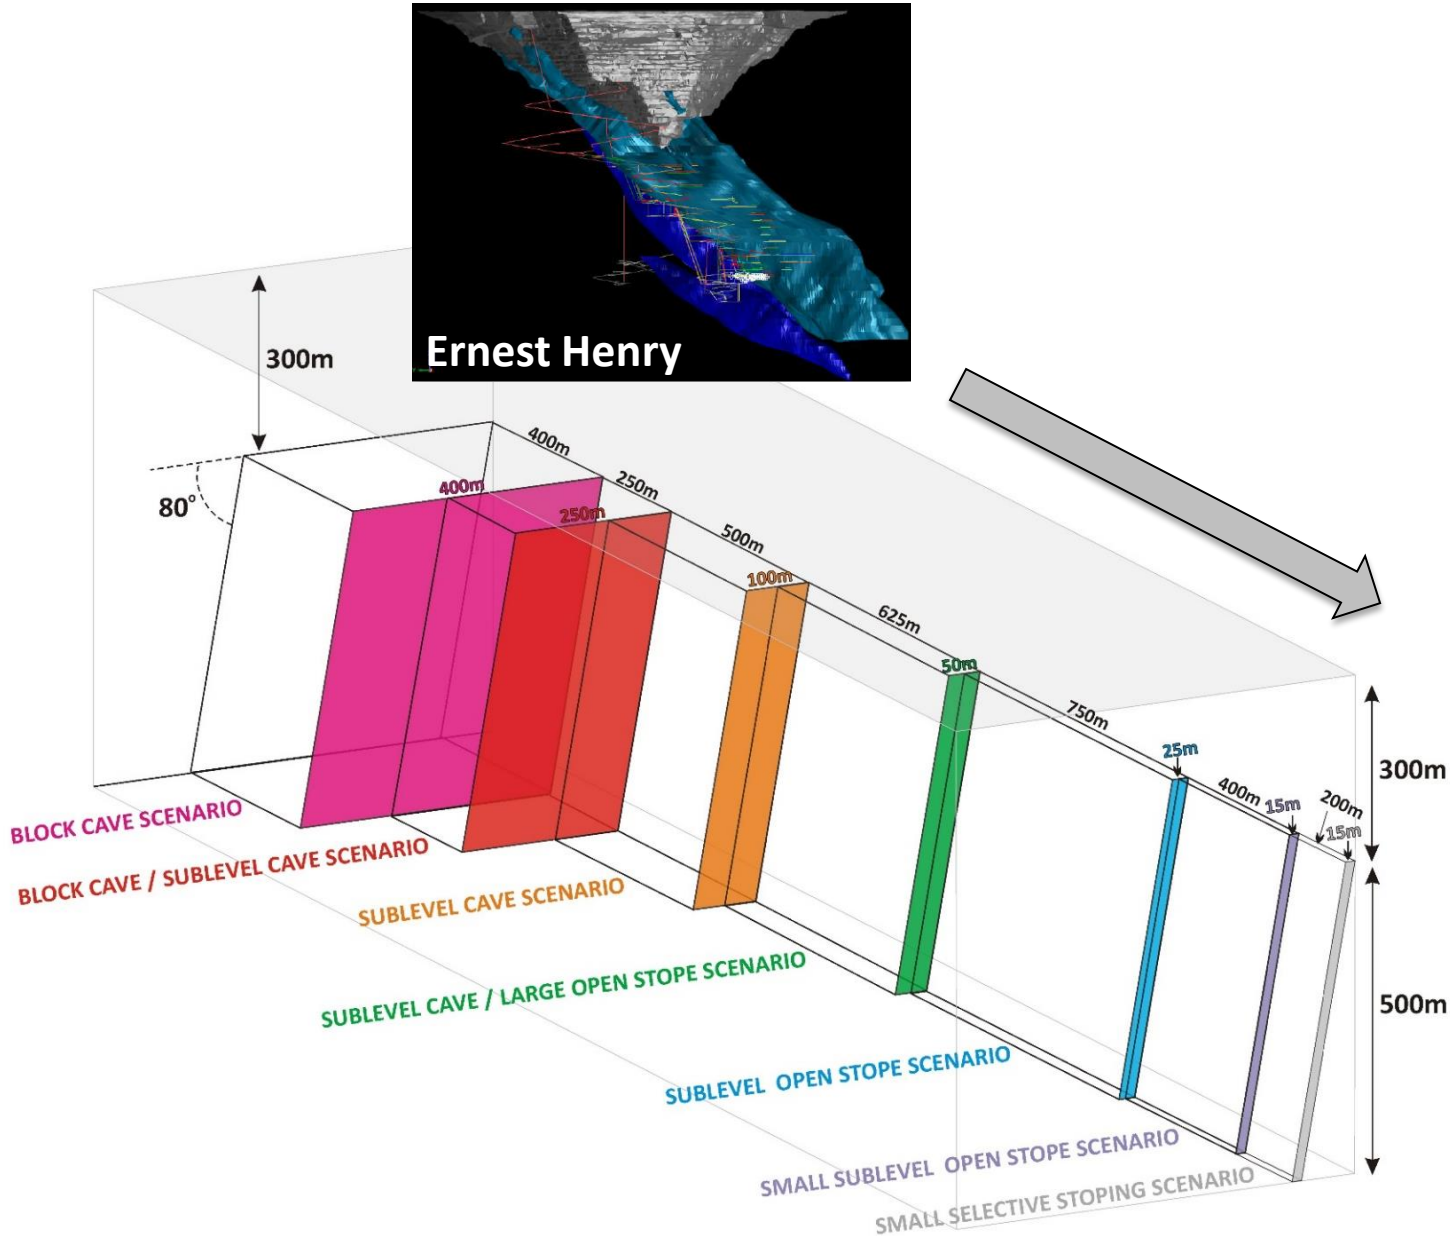 Ernest Henry
300m
80°
400m
400m
250m
250m
500m
100m
625m
50m
750m
25m
400m
15m
200m
15m
300m
500m
BLOCK CAVE SCENARIO
BLOCK CAVE / SUBLEVEL CAVE SCENARIO
SUBLEVEL CAVE SCENARIO
SUBLEVEL CAVE / LARGE OPEN STOPE SCENARIO
SUBLEVEL OPEN STOPE SCENARIO
SMALL SUBLEVEL OPEN STOPE SCENARIO
SMALL SELECTIVE STOPING SCENARIO